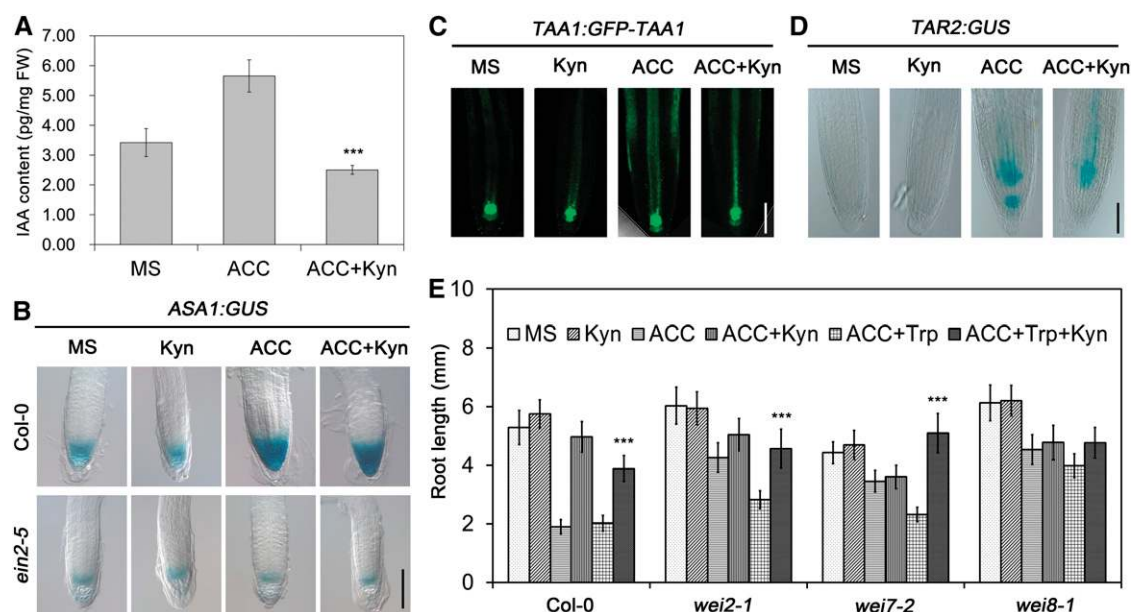 A
IAA content (pg/mg FW)
7.00
6.00
5.00
4.00
3.00
2.00
1.00
0.00
***
MS ACC ACC+Kyn
B
ASA1:GUS
MS Kyn ACC ACC+Kyn
Col-0
ein2-5
C
TAA1:GFP-TAA1
MS Kyn ACC ACC+Kyn
D
TAR2:GUS
MS Kyn ACC ACC+Kyn
E
Root length (mm)
10
8
6
4
2
0
MS Kyn ACC ACC+Kyn ACC+Trp ACC+Trp+Kyn
*** *** ***
Col-0 wei2-1 wei7-2 wei8-1